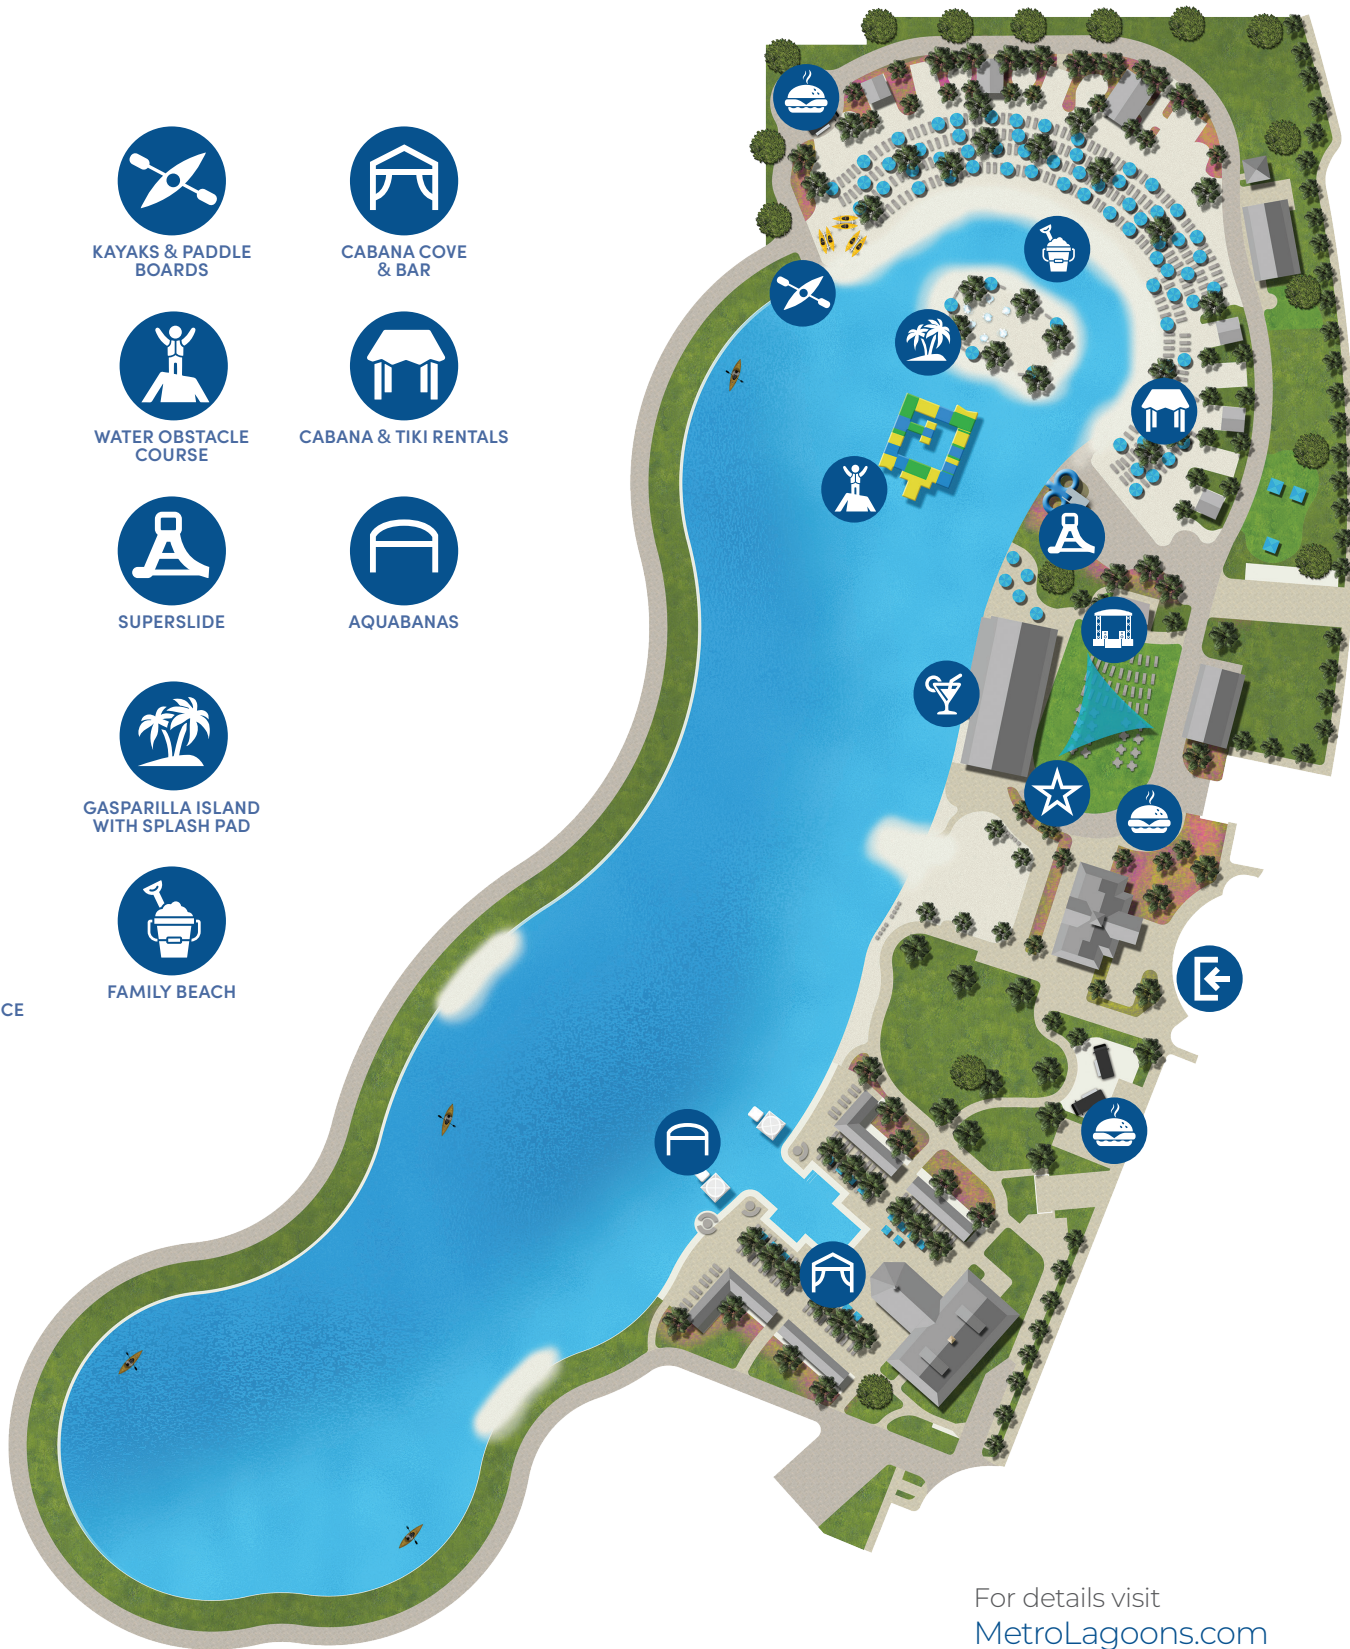 KAYAKS & PADDLE
BOARDS
CABANA COVE
& BAR
WATER OBSTACLE
COURSE
CABANA & TIKI RENTALS
SUPERSLIDE
AQUABANAS
GASPARILLA ISLAND
WITH SPLASH PAD
FAMILY BEACH
CE
For details visit
MetroLagoons.com